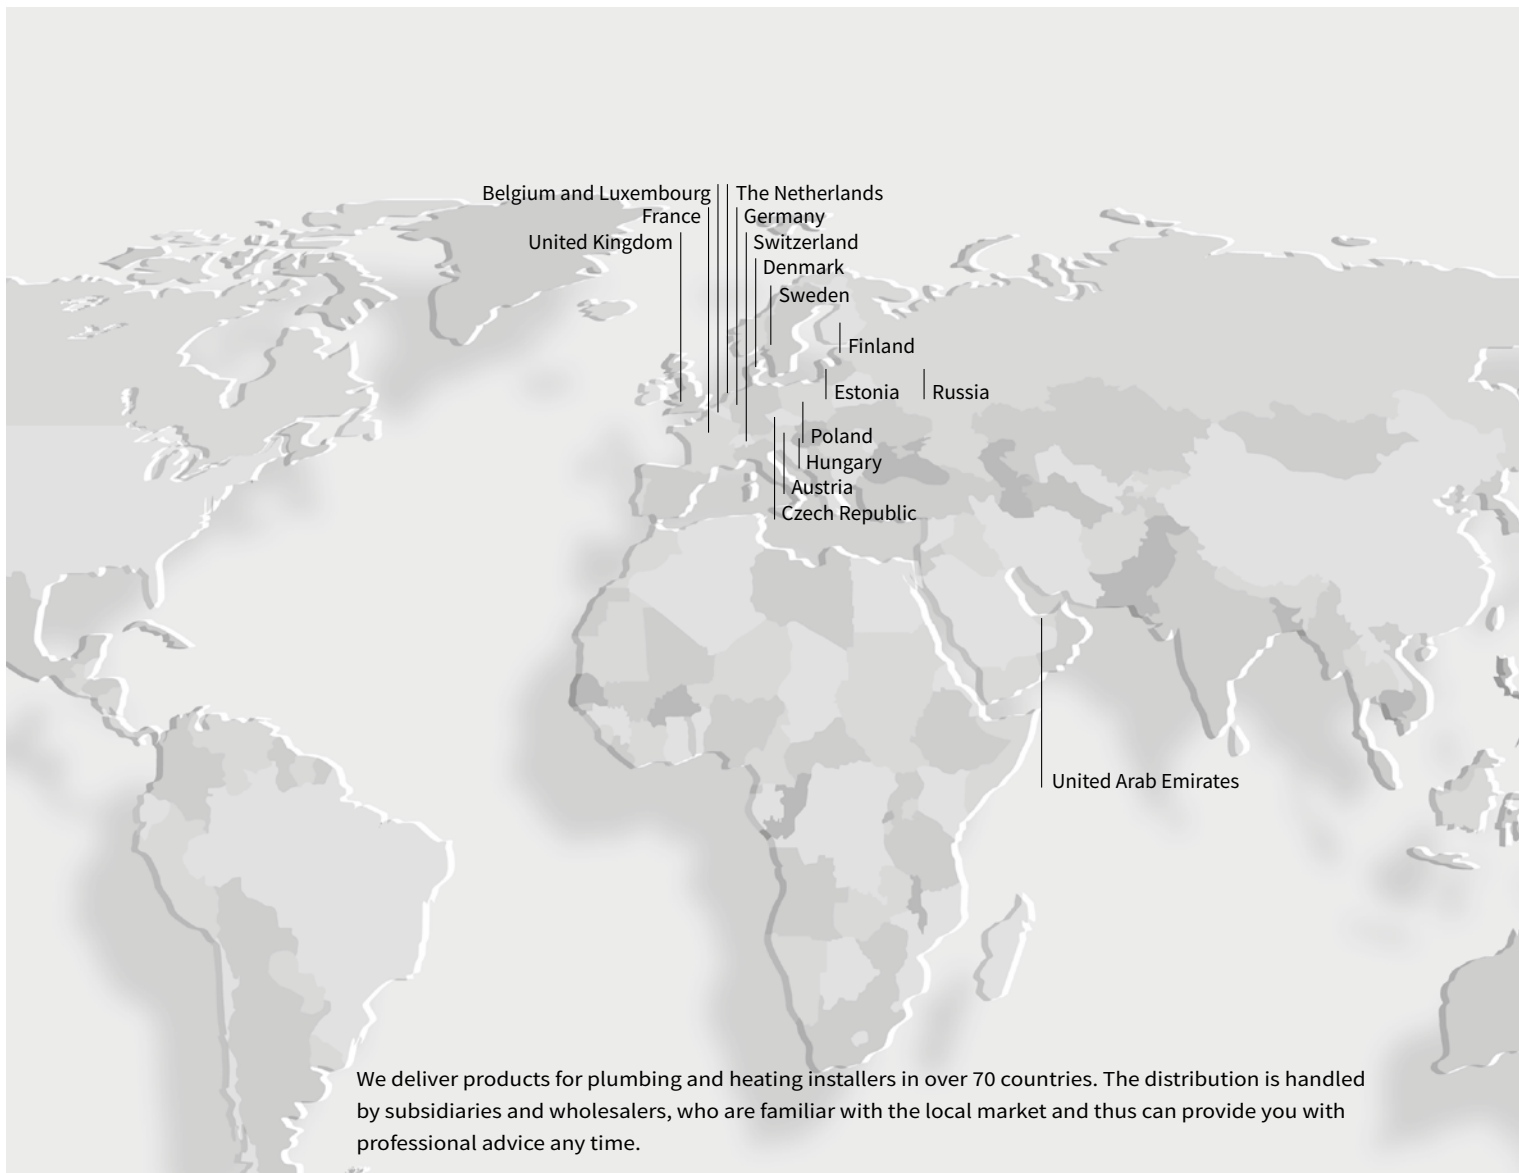 Belgium and Luxembourg
The Netherlands
France
Germany
United Kingdom
Switzerland
Denmark
Sweden
Finland
Estonia
Russia
Poland
Hungary
Austria
Czech Republic
United Arab Emirates
We deliver products for plumbing and heating installers in over 70 countries. The distribution is handled
by subsidiaries and wholesalers, who are familiar with the local market and thus can provide you with
professional advice any time.